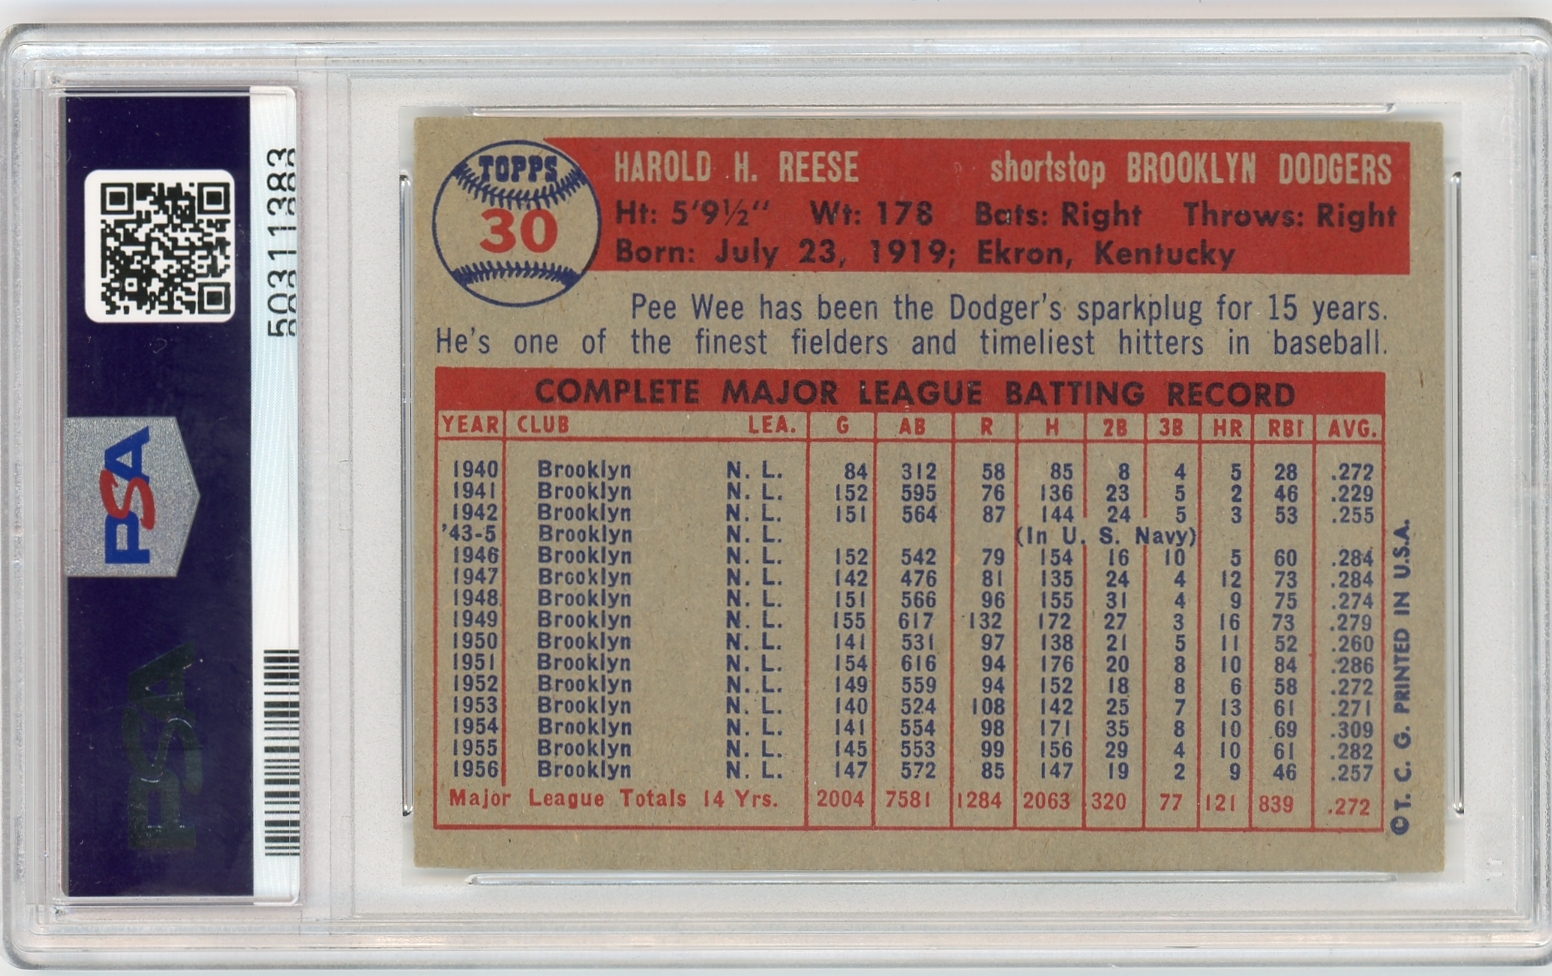 TOPPS
30
HAROLD H. REESE shortstop BROOKLYN DODGERS
Ht: 5'9½" Wt: 178 Bats: Right Throws: Right
Born: July 23, 1919; Ekron, Kentucky
Pee Wee has been the Dodger's sparkplug for 15 years.
He's one of the finest fielders and timeliest hitters in baseball.
COMPLETE MAJOR LEAGUE BATTING RECORD
YEAR CLUB LEA. G AB R H 2B 3B HR RBI AVG.
1940 Brooklyn N. L. 84 312 58 85 8 4 5 28 .272
1941 Brooklyn N. L. 152 595 76 136 23 5 2 46 .229
1942 Brooklyn N. L. 151 564 87 144 24 5 3 53 .255
'43-5 Brooklyn N. L. (In U. S. Navy)
1946 Brooklyn N. L. 152 542 79 154 16 10 5 60 .284
1947 Brooklyn N. L. 142 476 81 135 24 4 12 73 .284
1948 Brooklyn N. L. 151 566 96 155 31 4 9 75 .274
1949 Brooklyn N. L. 155 617 132 172 27 3 16 73 .279
1950 Brooklyn N. L. 141 531 97 138 21 5 11 52 .260
1951 Brooklyn N. L. 154 616 94 176 20 8 10 84 .286
1952 Brooklyn N. L. 149 559 94 152 18 8 6 58 .272
1953 Brooklyn N. L. 140 524 108 142 25 7 13 61 .271
1954 Brooklyn N. L. 141 554 98 171 35 8 10 69 .309
1955 Brooklyn N. L. 145 553 99 156 29 4 10 61 .282
1956 Brooklyn N. L. 147 572 85 147 19 2 9 46 .257
Major League Totals 14 Yrs. 2004 7581 1284 2063 320 77 121 839 .272
©T. C. G. PRINTED IN U.S.A.
50311383
PSA
PSA